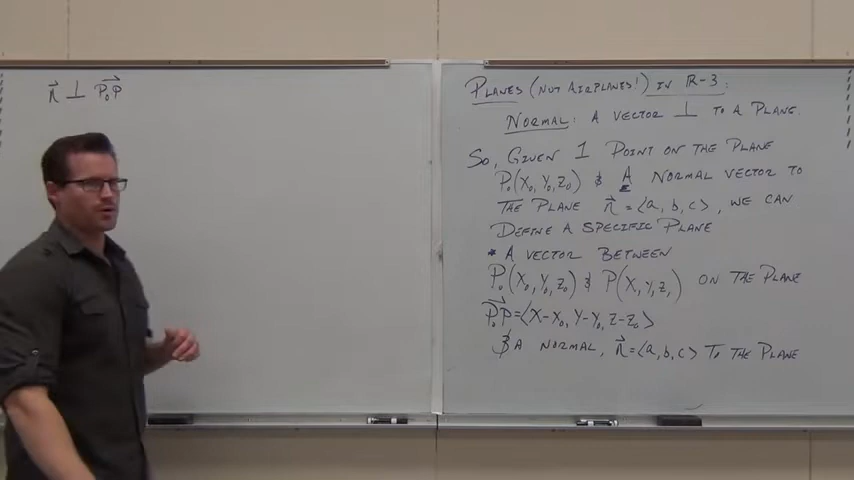 n⃗ ⊥ P₀P⃗
PLANES (NOT AIRPLANES!) IN R-3:
NORMAL: A VECTOR ⊥ TO A PLANE.
SO, GIVEN 1 POINT ON THE PLANE
P₀(X₀, Y₀, Z₀) & A NORMAL VECTOR TO
THE PLANE n⃗ = <a, b, c>, WE CAN
DEFINE A SPECIFIC PLANE
* A VECTOR BETWEEN
P₀(X₀, Y₀, Z₀) & P(X, Y, Z,) ON THE PLANE
P₀P⃗ = <X-X₀, Y-Y₀, Z-Z₀>
& A NORMAL, n⃗ = <a, b, c> TO THE PLANE